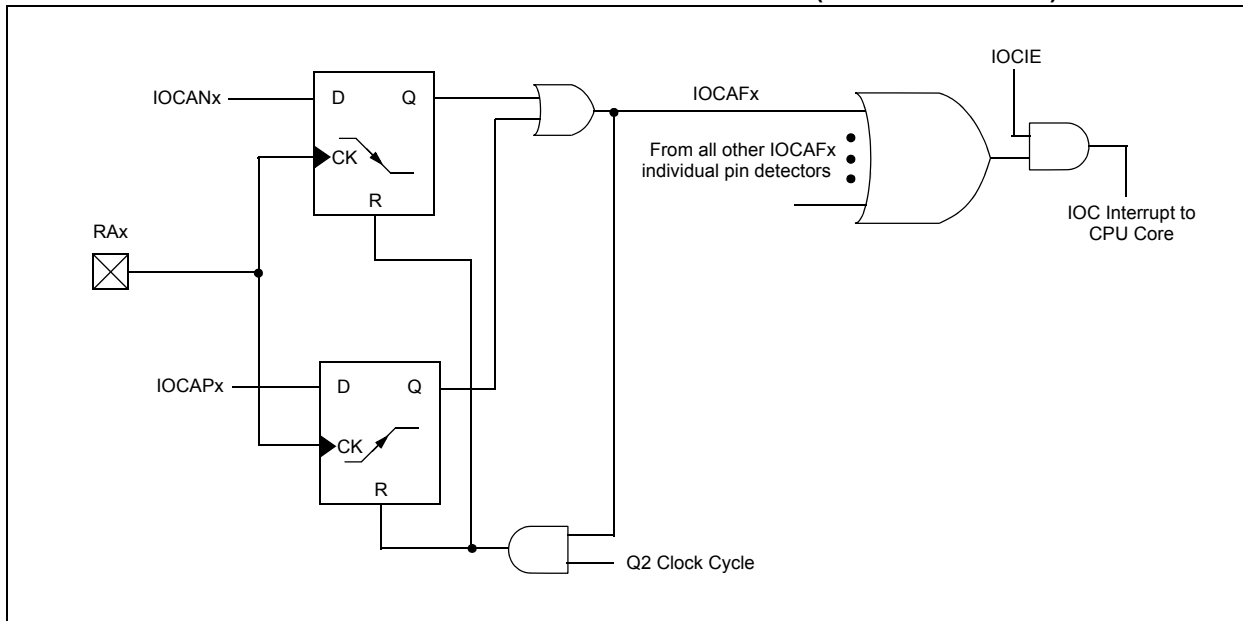 IOCIE
IOCANx
D
Q
IOCAFx
CK
From all other IOCAFx
individual pin detectors
R
IOC Interrupt to
CPU Core
RAx
IOCAPx
D
Q
CK
R
Q2 Clock Cycle